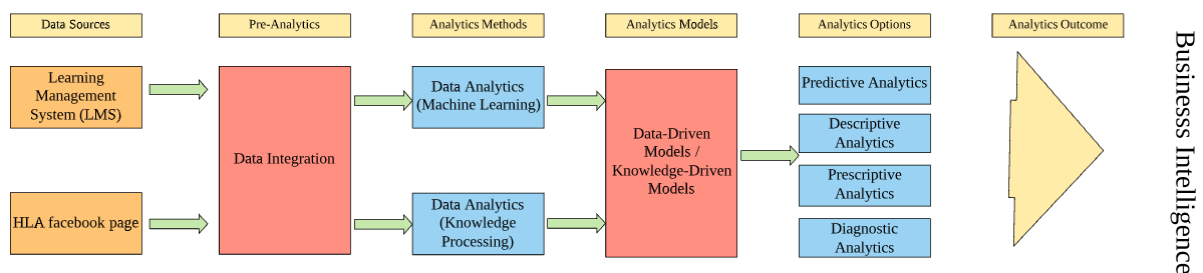 Data Sources
Pre-Analytics
Analytics Methods
Analytics Models
Analytics Options
Analytics Outcome
Learning
Management
System (LMS)
HLA facebook page
Data Integration
Data Analytics
(Machine Learning)
Data Analytics
(Knowledge
Processing)
Data-Driven
Models /
Knowledge-Driven
Models
Predictive Analytics
Descriptive
Analytics
Prescriptive
Analytics
Diagnostic
Analytics
Businesss Intelligence